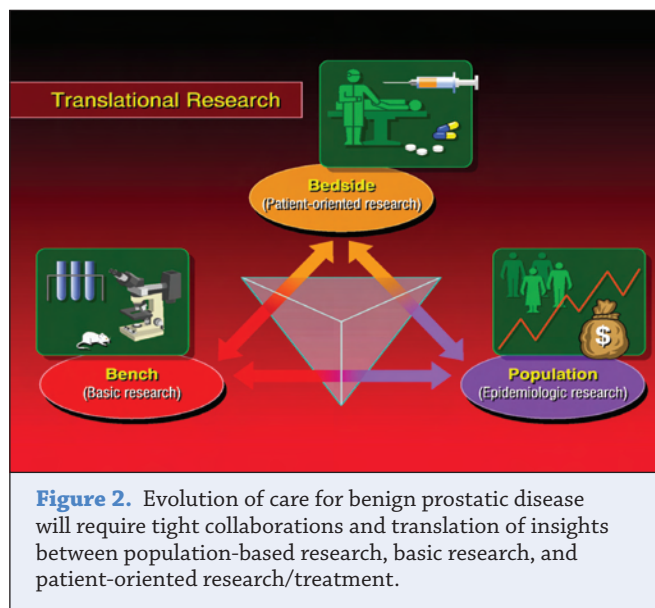 Translational Research
Bedside
(Patient-oriented research)
Bench
(Basic research)
$
Population
(Epidemiologic research)
Figure 2. Evolution of care for benign prostatic disease
will require tight collaborations and translation of insights
between population-based research, basic research, and
patient-oriented research/treatment.